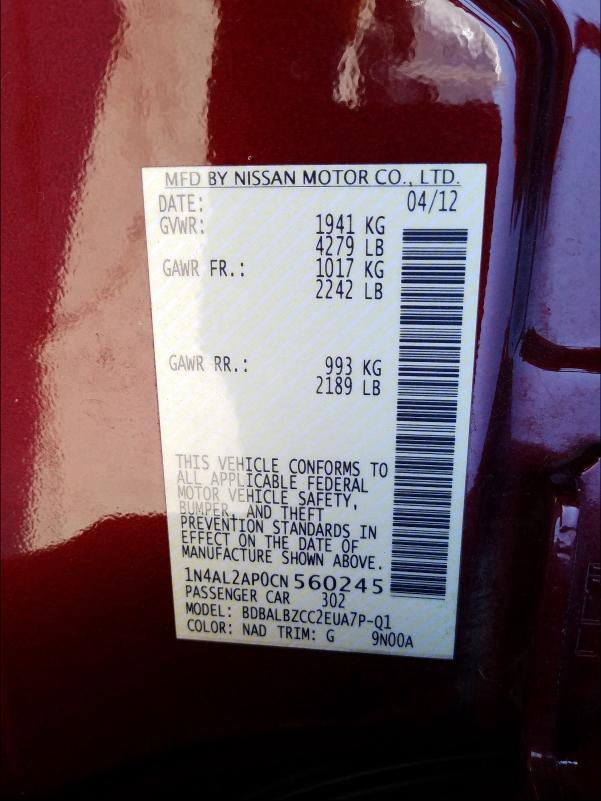 MFD BY NISSAN MOTOR CO., LTD.
DATE: 04/12
GVWR: 1941 KG
4279 LB
GAWR FR.: 1017 KG
2242 LB
GAWR RR.: 993 KG
2189 LB
THIS VEHICLE CONFORMS TO
ALL APPLICABLE FEDERAL
MOTOR VEHICLE SAFETY,
BUMPER, AND THEFT
PREVENTION STANDARDS IN
EFFECT ON THE DATE OF
MANUFACTURE SHOWN ABOVE.
1N4AL2AP0CN560245
PASSENGER CAR 302
MODEL: BDBALBZCC2EUA7P-Q1
COLOR: NAD TRIM: G 9N00A